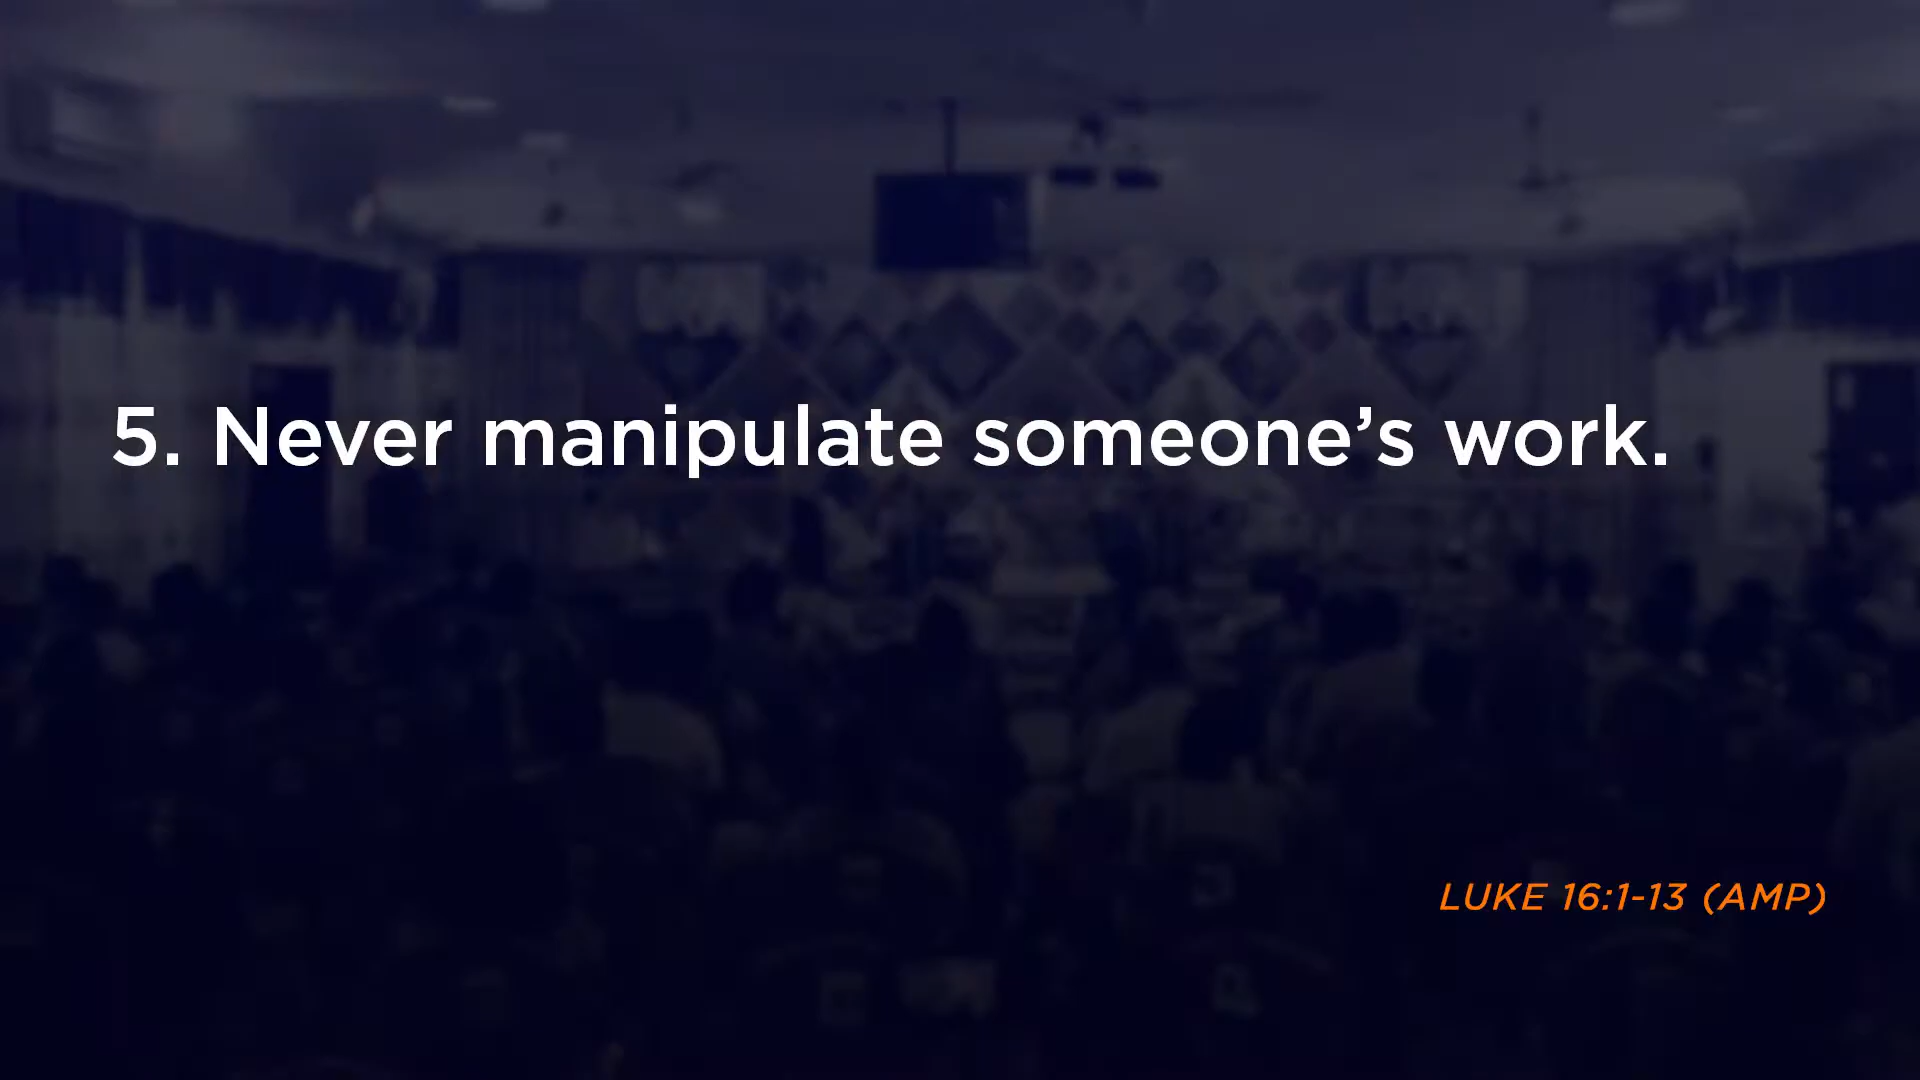 5. Never manipulate someone’s work.
LUKE 16:1-13 (AMP)